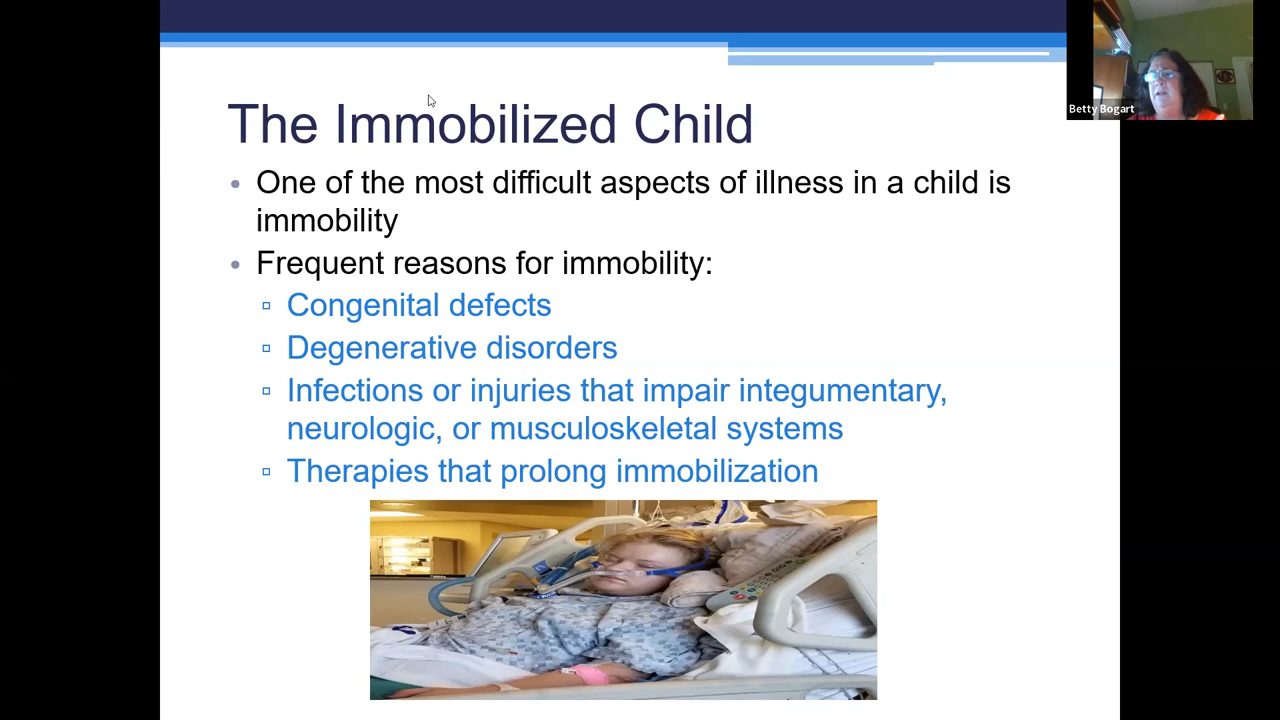 Betty Bogart
The Immobilized Child
• One of the most difficult aspects of illness in a child is
immobility
• Frequent reasons for immobility:
▫ Congenital defects
▫ Degenerative disorders
▫ Infections or injuries that impair integumentary,
neurologic, or musculoskeletal systems
▫ Therapies that prolong immobilization